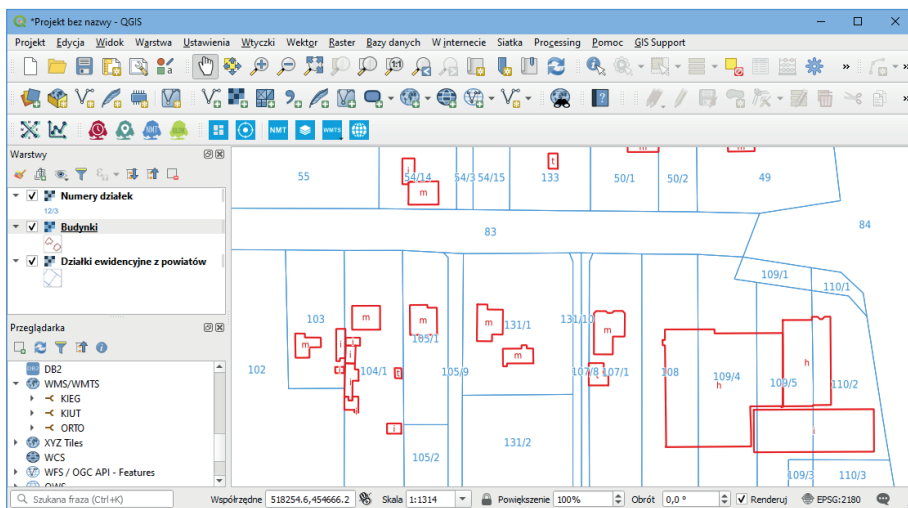 *Projekt bez nazwy - QGIS
Projekt Edycja Widok Warstwa Ustawienia Wtyczki Wektor Raster Bazy danych W internecie Siatka Processing Pomoc GIS Support
1:1
NMT
NMT WMTS
Warstwy
Numery działek
12/3
Budynki
Działki ewidencyjne z powiatów
Przeglądarka
DB2
WMS/WMTS
KIEG
KIUT
ORTO
XYZ Tiles
WCS
WFS / OGC API - Features
55 54/14 54/3 54/15 133 50/1 50/2 49
i t m m m
83 84
109/1 110/1
103 m m m 131/1 131/10 m
m i i 105/1 m h
102 i i 104/1 t 105/9 107/8 107/1 108 109/4 109/5 110/2
t h
i i
105/2 131/2 109/3 110/3
Szukana fraza (Ctrl+K) Współrzędne 518254.6,454666.2 Skala 1:1314 Powiększenie 100% Obrót 0,0 ° Renderuj EPSG:2180